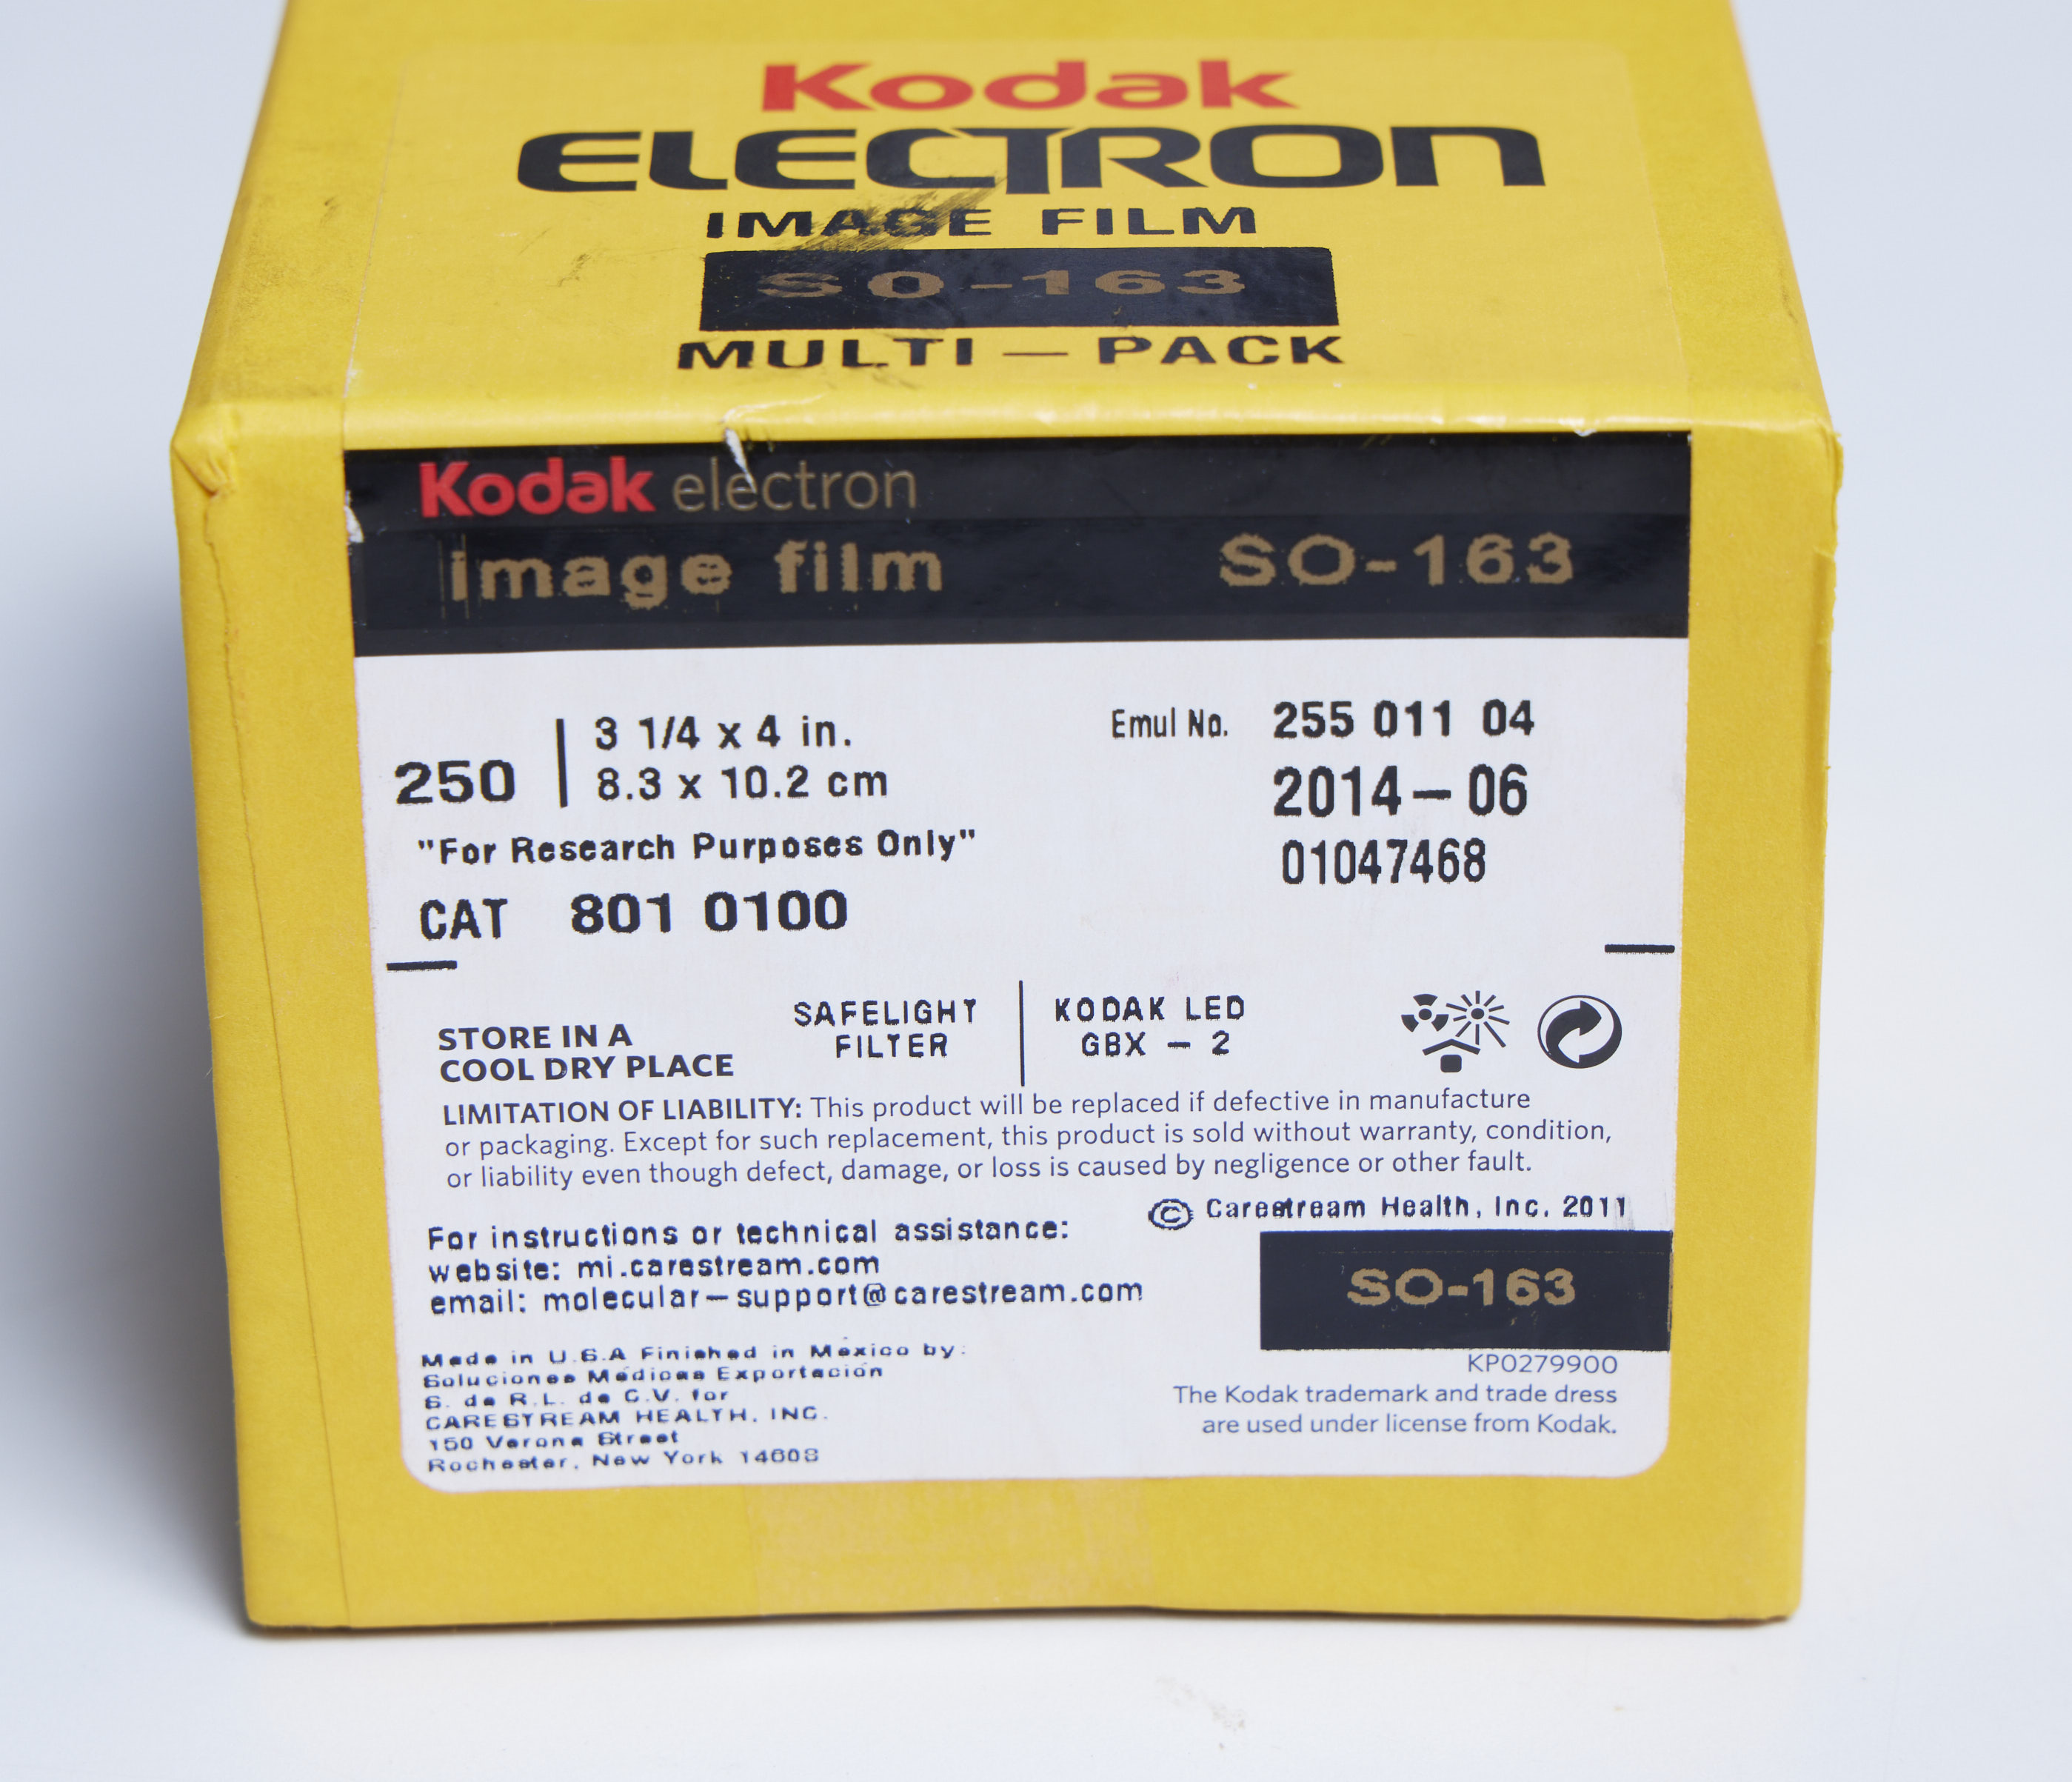 Kodak
ELECTRON
IMAGE FILM
SO-163
MULTI-PACK
Kodak electron
image film SO-163
250 | 3 1/4 x 4 in.
8.3 x 10.2 cm
"For Research Purposes Only"
CAT 801 0100
Emul No. 255 011 04
2014-06
01047468
STORE IN A
COOL DRY PLACE
SAFELIGHT
FILTER
KODAK LED
GBX - 2
LIMITATION OF LIABILITY: This product will be replaced if defective in manufacture
or packaging. Except for such replacement, this product is sold without warranty, condition,
or liability even though defect, damage, or loss is caused by negligence or other fault.
© Carestream Health, Inc. 2011
For instructions or technical assistance:
website: mi.carestream.com
email: molecular-support@carestream.com
SO-163
Made in U.S.A Finished in Mexico by:
Soluciones Médicas Exportación
S. de R.L. de C.V. for
CARESTREAM HEALTH, INC.
150 Verona Street
Rochester, New York 14608
KP0279900
The Kodak trademark and trade dress
are used under license from Kodak.